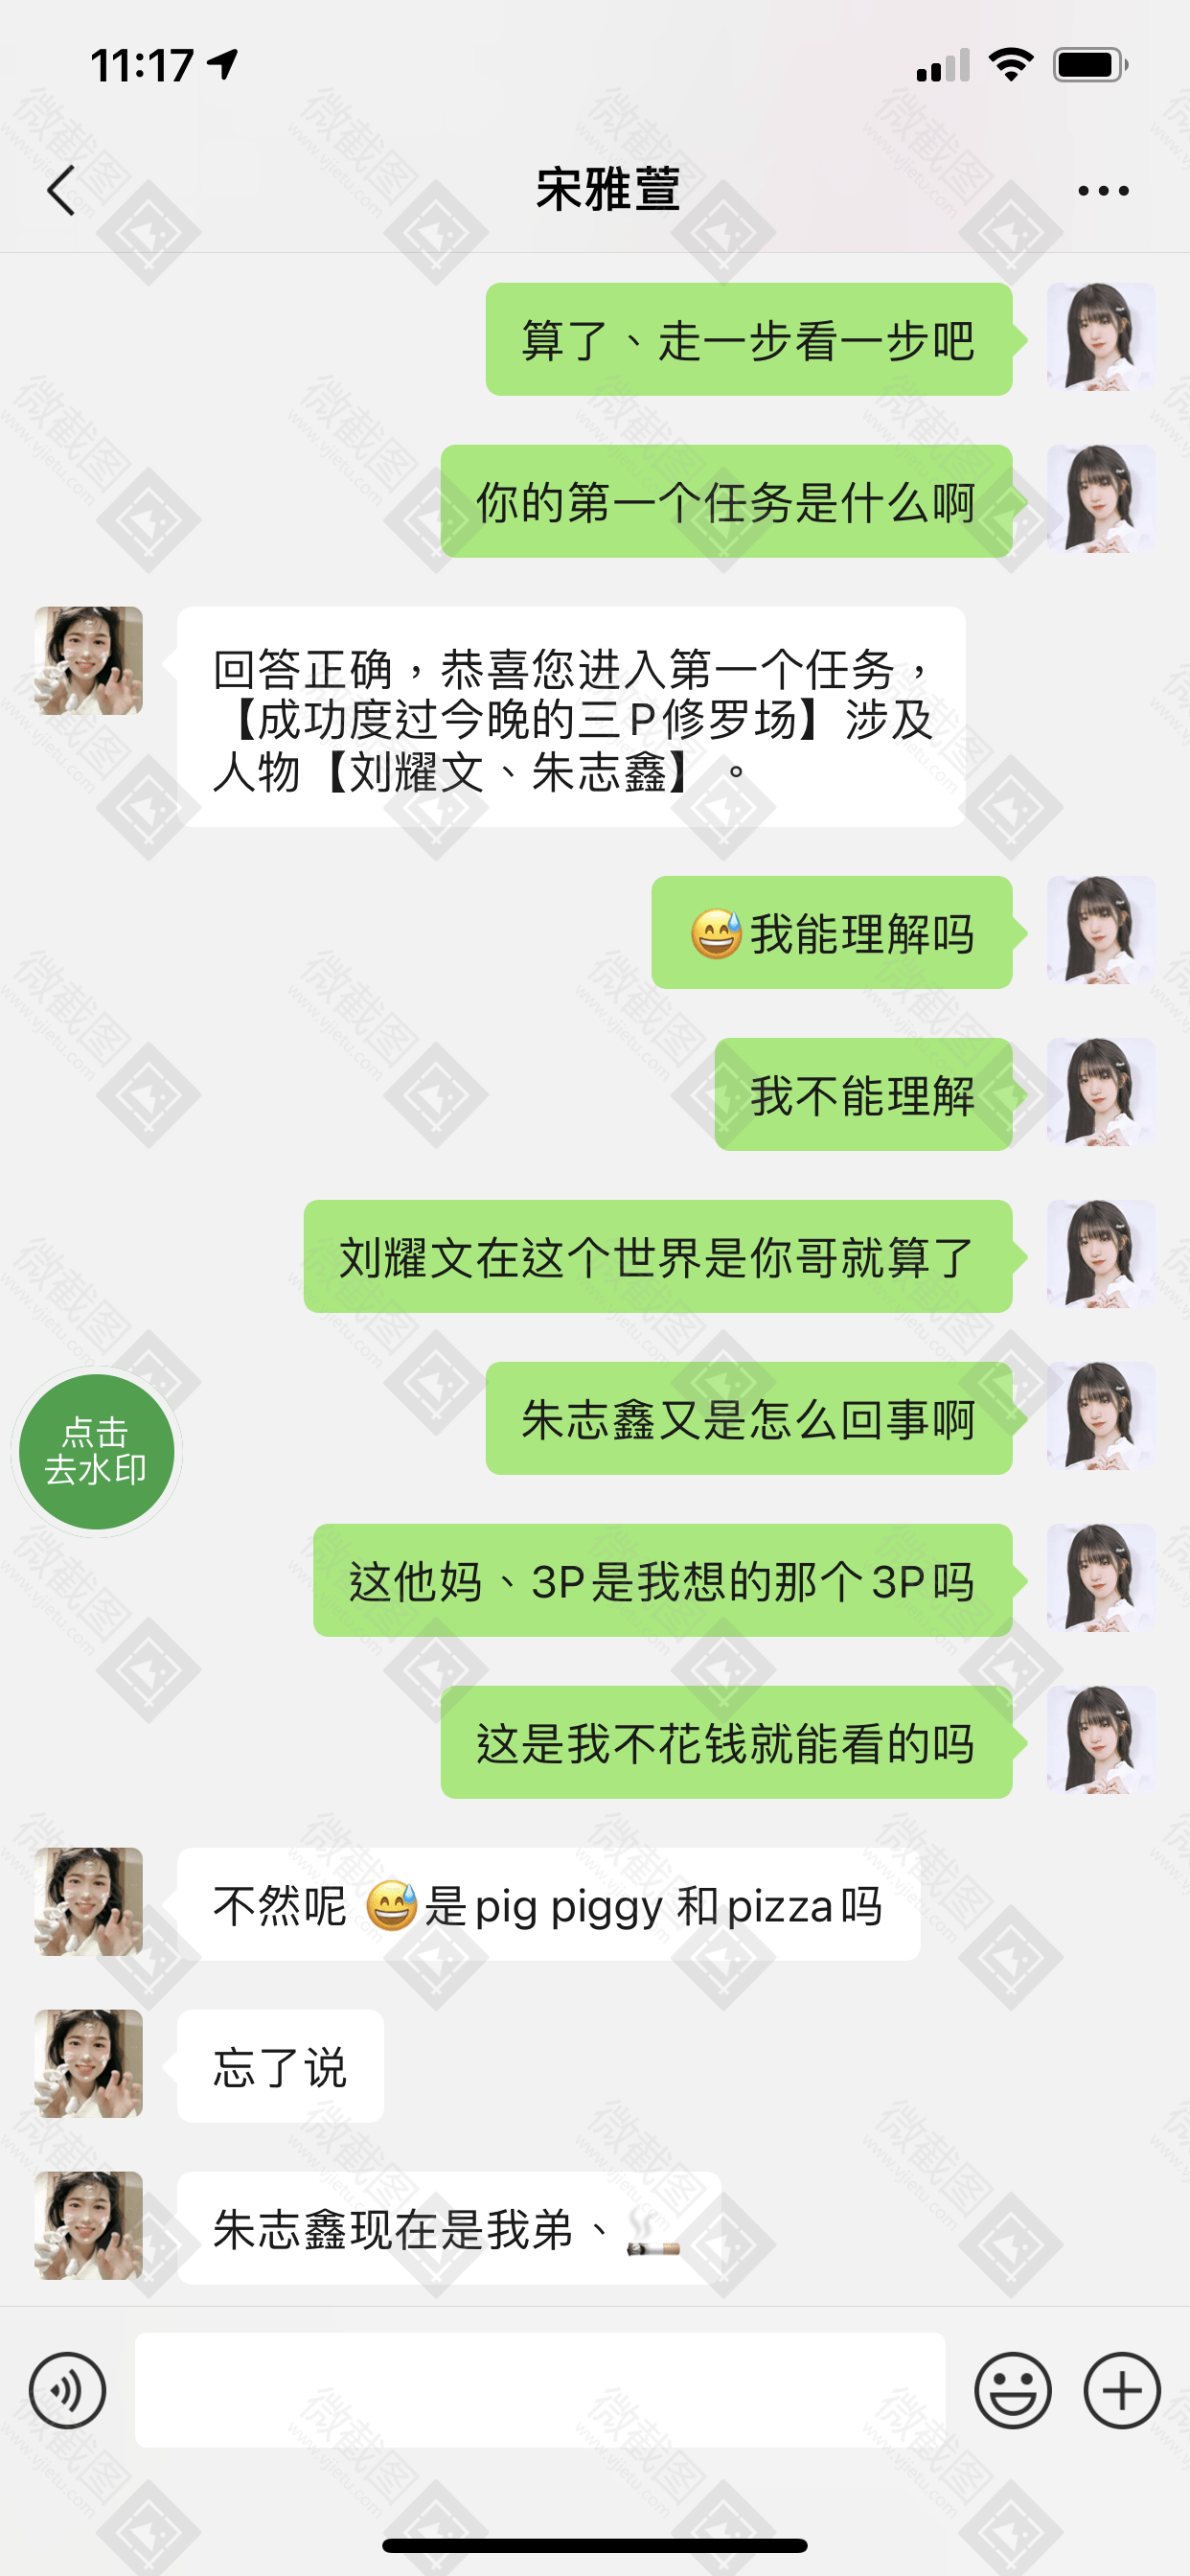 11:17
宋雅萱
算了、走一步看一步吧
你的第一个任务是什么啊
回答正确，恭喜您进入第一个任务，
【成功度过今晚的三P修罗场】涉及
人物【刘耀文、朱志鑫】。
😅我能理解吗
我不能理解
刘耀文在这个世界是你哥就算了
朱志鑫又是怎么回事啊
点击
去水印
这他妈、3P是我想的那个3P吗
这是我不花钱就能看的吗
不然呢 😅是pig piggy 和pizza吗
忘了说
朱志鑫现在是我弟、🚬
微截图
www.vjietu.com